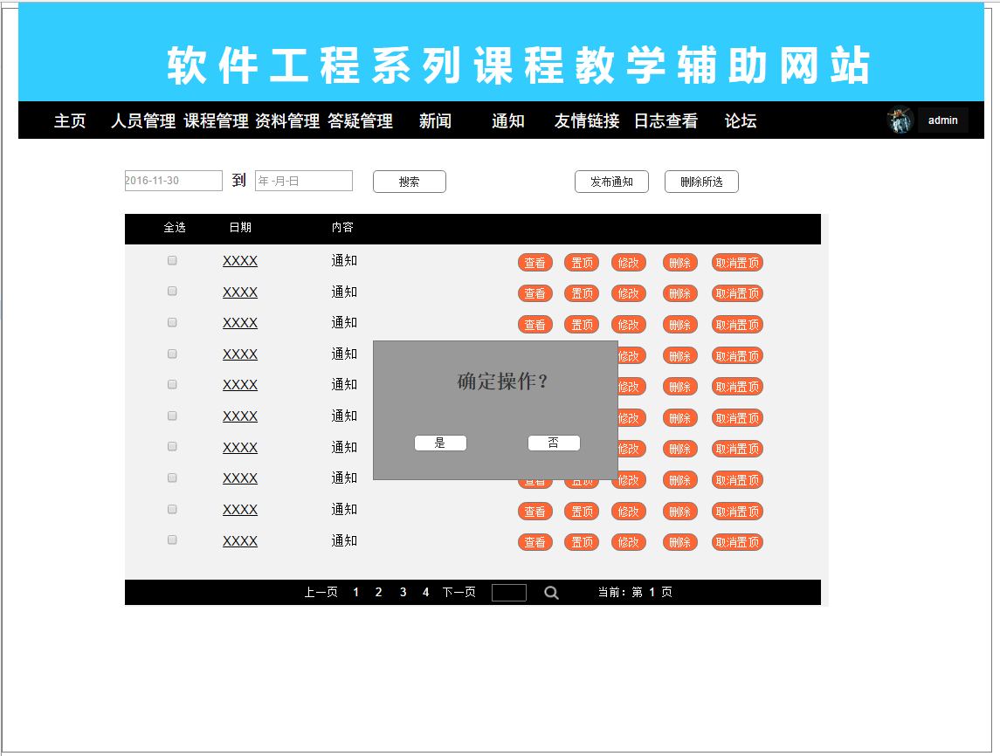 软件工程系列课程教学辅助网站
主页 人员管理 课程管理 资料管理 答疑管理 新闻 通知 友情链接 日志查看 论坛 admin
2016-11-30 到 年 -月-日 搜索 发布通知 删除所选
全选 日期 内容
XXXX 通知 查看 置顶 修改 删除 取消置顶
XXXX 通知 查看 置顶 修改 删除 取消置顶
XXXX 通知 查看 置顶 修改 删除 取消置顶
XXXX 通知 修改 删除 取消置顶
确定操作?
XXXX 通知 修改 删除 取消置顶
XXXX 通知 修改 删除 取消置顶
是 否
XXXX 通知 修改 删除 取消置顶
XXXX 通知 查看 置顶 修改 删除 取消置顶
XXXX 通知 查看 置顶 修改 删除 取消置顶
XXXX 通知 查看 置顶 修改 删除 取消置顶
上一页 1 2 3 4 下一页 当前：第 1 页